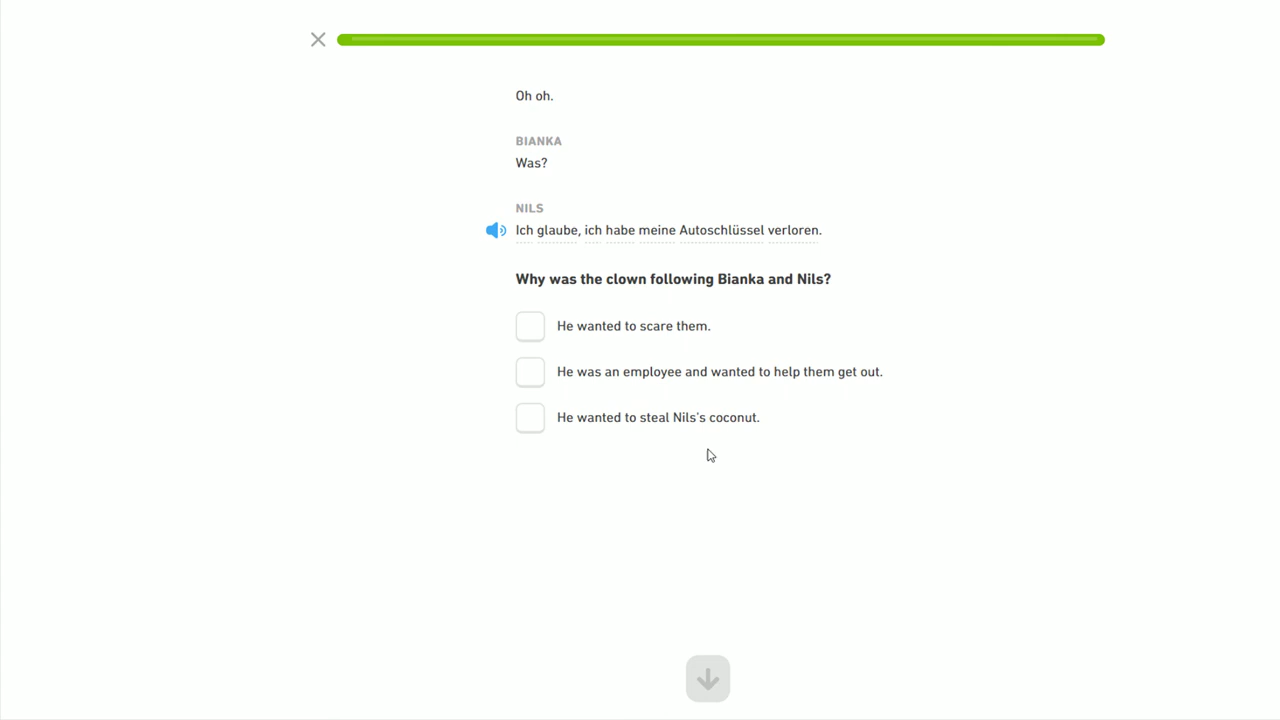 Oh oh.
BIANKA
Was?
NILS
Ich glaube, ich habe meine Autoschlüssel verloren.
Why was the clown following Bianka and Nils?
He wanted to scare them.
He was an employee and wanted to help them get out.
He wanted to steal Nils's coconut.